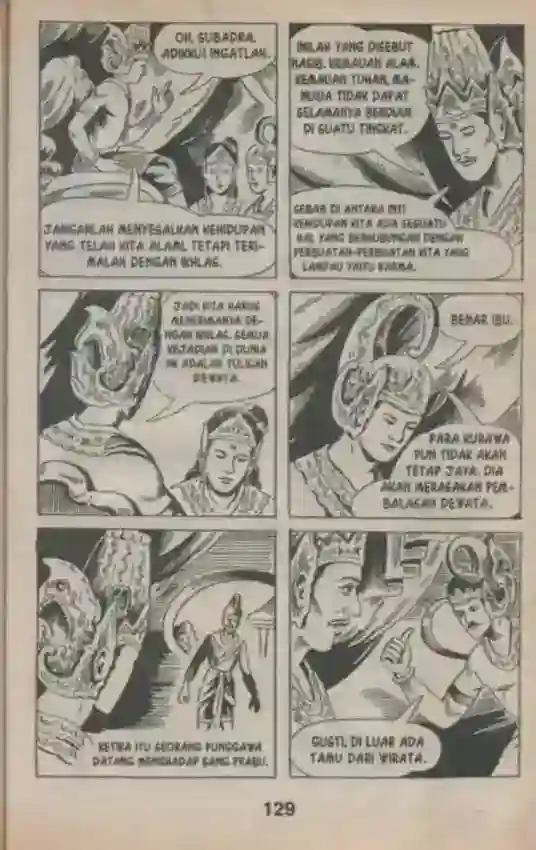 OH, SUBADRA,
ADIKKU! INGATLAH.
JANGANLAH MENYESALKAN KEHIDUPAN
YANG TELAH KITA ALAMI, TETAPI TERI-
MALAH DENGAN IKHLAS.
INILAH YANG DISEBUT
NASIB, KEMAUAN ALAM,
KEMAUAN TUHAN, MA-
NUSIA TIDAK DAPAT
SELAMANYA BERDIAM
DI SUATU TINGKAT.
SEBAB DI ANTARA INTI
KEHIDUPAN KITA ADA SESUATU
HAL YANG BERHUBUNGAN DENGAN
PERBUATAN-PERBUATAN KITA YANG
LAMPAU YAITU KARMA.
JADI KITA HARUS
MENERIMANYA DE-
NGAN IKHLAS, SEMUA
KEJADIAN DI DUNIA
INI ADALAH TULISAN
DEWATA.
BENAR IBU.
PARA KURAWA
PUN TIDAK AKAN
TETAP JAYA, DIA
AKAN MERASAKAN PEM-
BALASAN DEWATA.
KETIKA ITU SEORANG PUNGGAWA
DATANG MENGHADAP SANG PRABU.
GUSTI, DI LUAR ADA
TAMU DARI WIRATA.
129